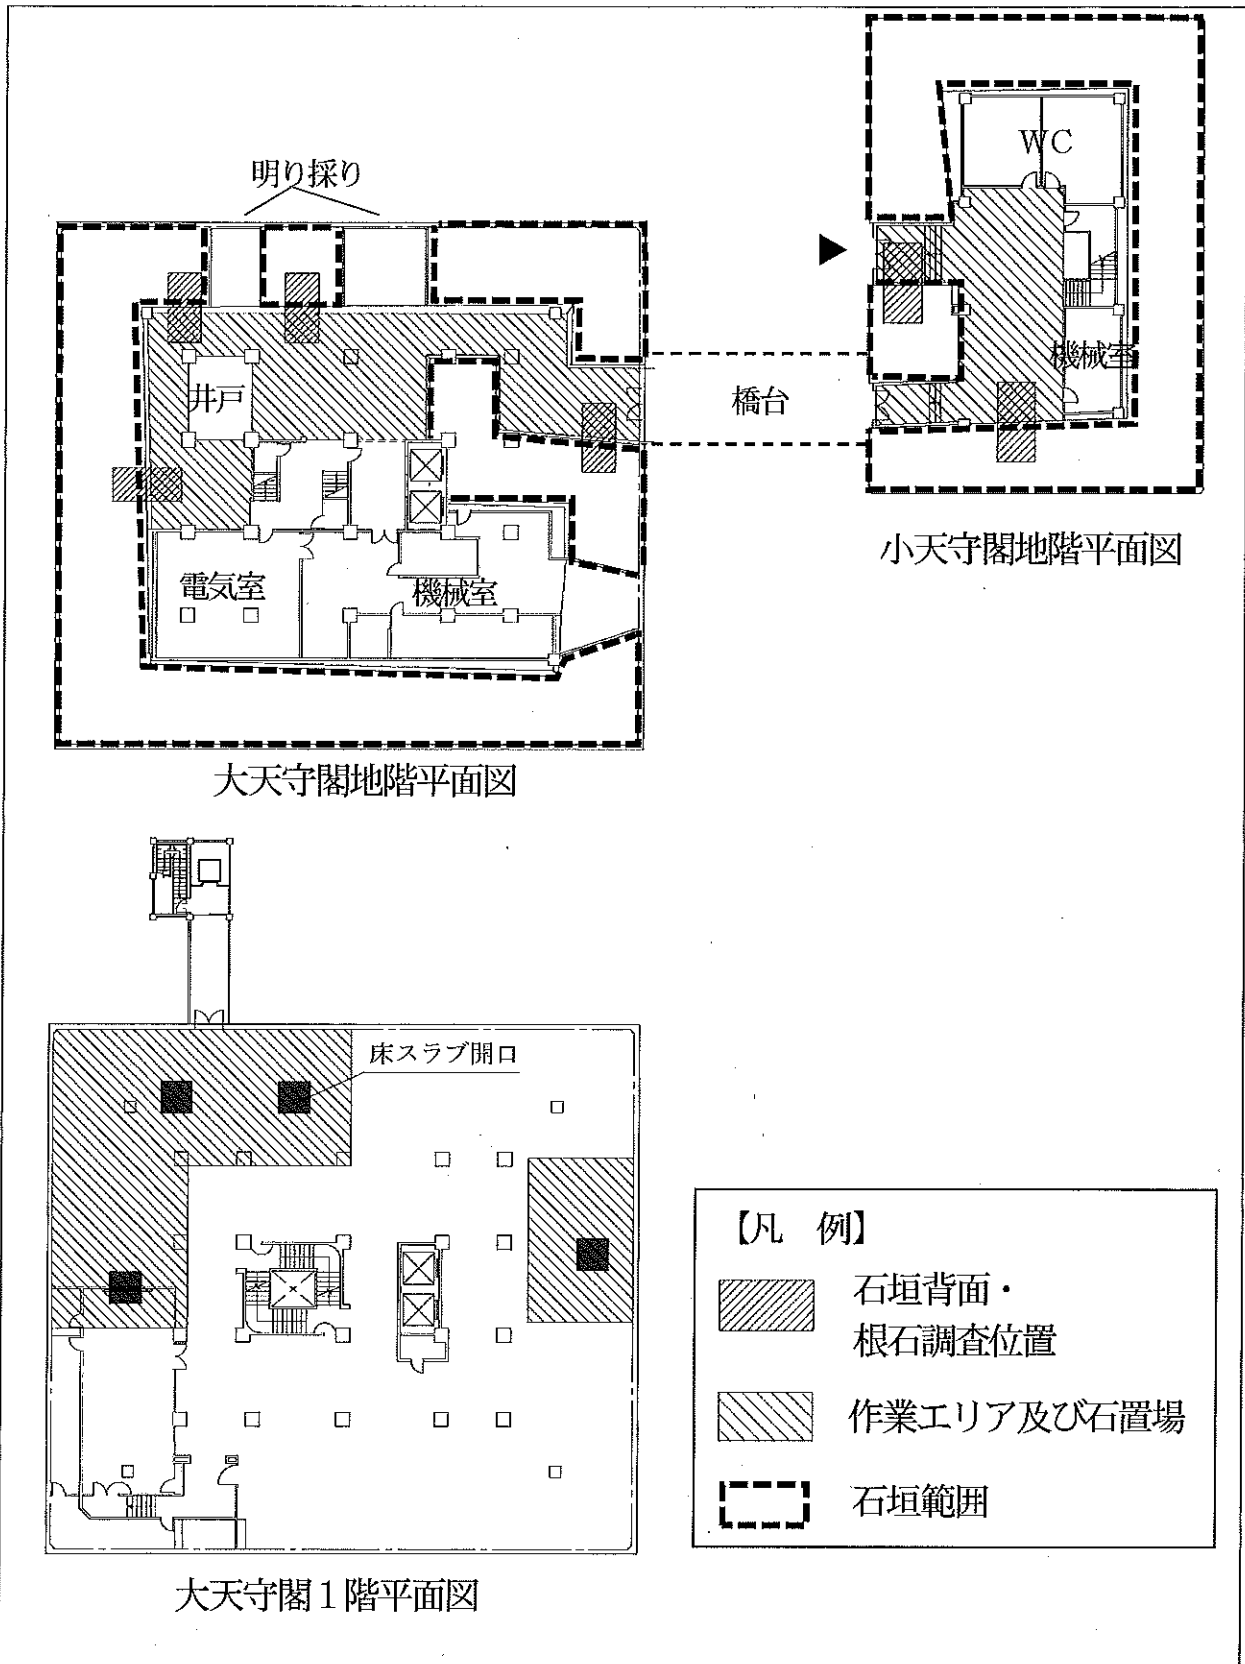 明り採り
WC
井戸
橋台
機械室
電気室
機械室
小天守閣地階平面図
大天守閣地階平面図
床スラブ開口
【凡 例】
石垣背面・
根石調査位置
作業エリア及び石置場
石垣範囲
大天守閣1階平面図